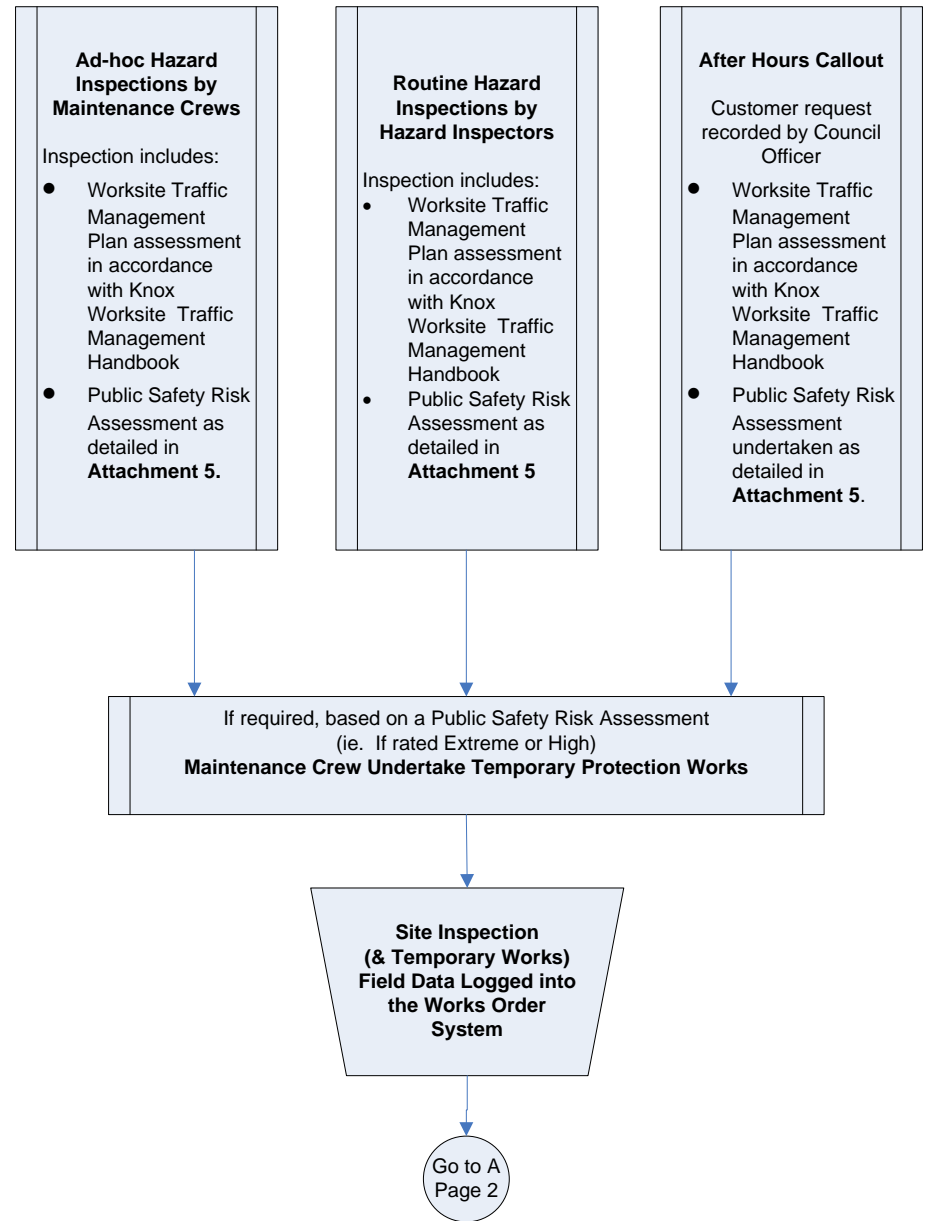 Ad-hoc Hazard
Inspections by
Maintenance Crews
Inspection includes:
● Worksite Traffic
Management
Plan assessment
in accordance
with Knox
Worksite Traffic
Management
Handbook
● Public Safety Risk
Assessment as
detailed in
Attachment 5.
Routine Hazard
Inspections by
Hazard Inspectors
Inspection includes:
• Worksite Traffic
Management
Plan assessment
in accordance
with Knox
Worksite Traffic
Management
Handbook
• Public Safety Risk
Assessment as
detailed in
Attachment 5
After Hours Callout
Customer request
recorded by Council
Officer
● Worksite Traffic
Management
Plan assessment
in accordance
with Knox
Worksite Traffic
Management
Handbook
● Public Safety Risk
Assessment
undertaken as
detailed in
Attachment 5.
If required, based on a Public Safety Risk Assessment
(ie. If rated Extreme or High)
Maintenance Crew Undertake Temporary Protection Works
Site Inspection
(& Temporary Works)
Field Data Logged into
the Works Order
System
Go to A
Page 2